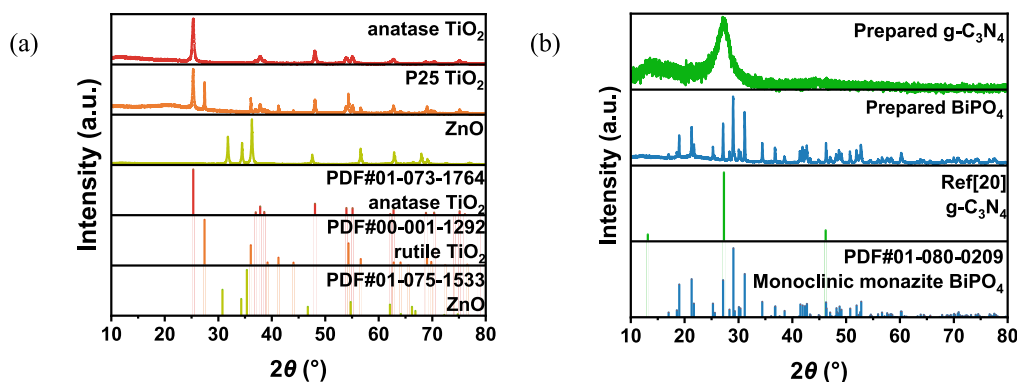 (a)
Intensity (a.u.)
anatase TiO₂
P25 TiO₂
ZnO
PDF#01-073-1764
anatase TiO₂
PDF#00-001-1292
rutile TiO₂
PDF#01-075-1533
ZnO
10 20 30 40 50 60 70 80
2θ (°)
(b)
Intensity (a.u.)
Prepared g-C₃N₄
Prepared BiPO₄
Ref[20]
g-C₃N₄
PDF#01-080-0209
Monoclinic monazite BiPO₄
10 20 30 40 50 60 70 80
2θ (°)